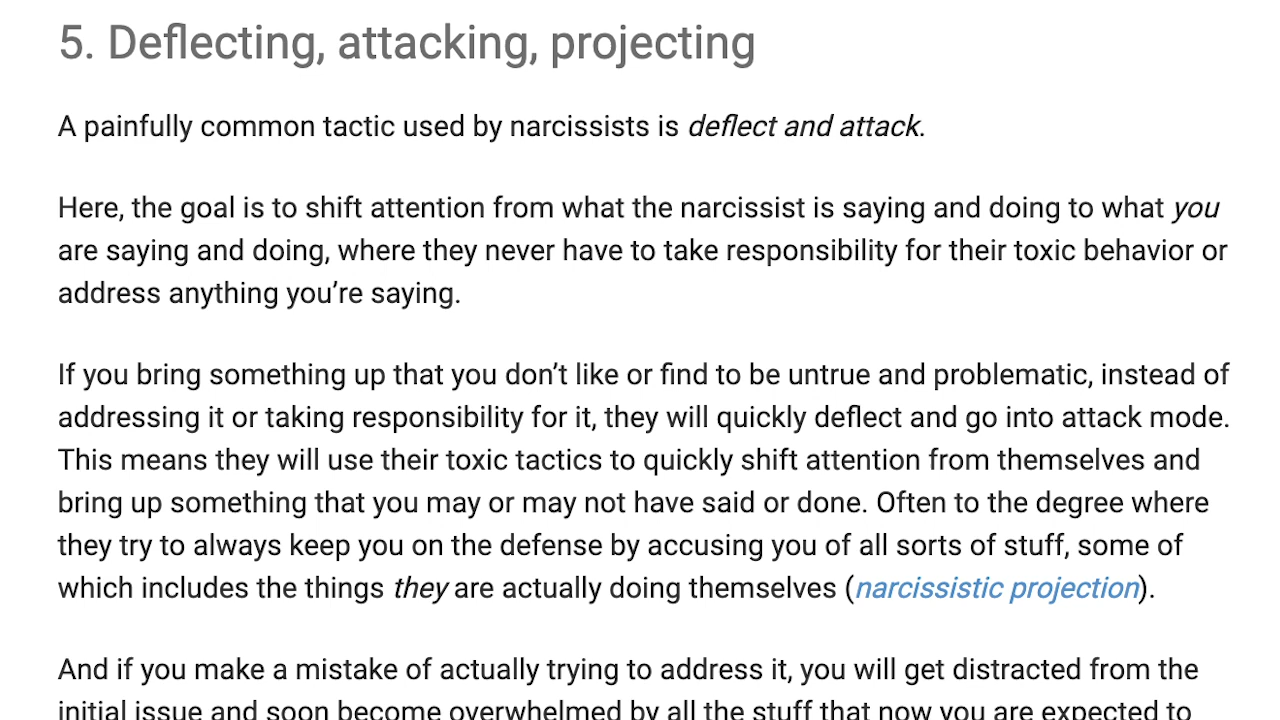 5. Deflecting, attacking, projecting
A painfully common tactic used by narcissists is deflect and attack.
Here, the goal is to shift attention from what the narcissist is saying and doing to what you
are saying and doing, where they never have to take responsibility for their toxic behavior or
address anything you’re saying.
If you bring something up that you don’t like or find to be untrue and problematic, instead of
addressing it or taking responsibility for it, they will quickly deflect and go into attack mode.
This means they will use their toxic tactics to quickly shift attention from themselves and
bring up something that you may or may not have said or done. Often to the degree where
they try to always keep you on the defense by accusing you of all sorts of stuff, some of
which includes the things they are actually doing themselves (narcissistic projection).
And if you make a mistake of actually trying to address it, you will get distracted from the
initial issue and soon become overwhelmed by all the stuff that now you are expected to